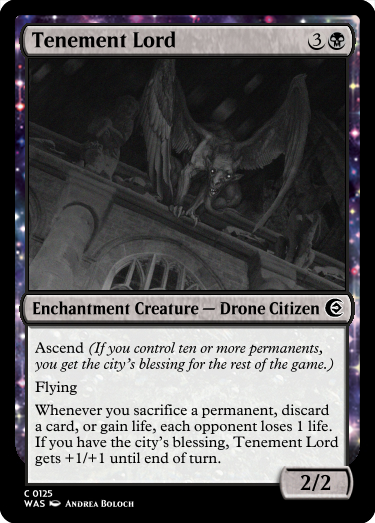 Tenement Lord 3
Enchantment Creature — Drone Citizen
Ascend (If you control ten or more permanents,
you get the city's blessing for the rest of the game.)
Flying
Whenever you sacrifice a permanent, discard
a card, or gain life, each opponent loses 1 life.
If you have the city's blessing, Tenement Lord
gets +1/+1 until end of turn.
2/2
C 0125
WAS Andrea Boloch